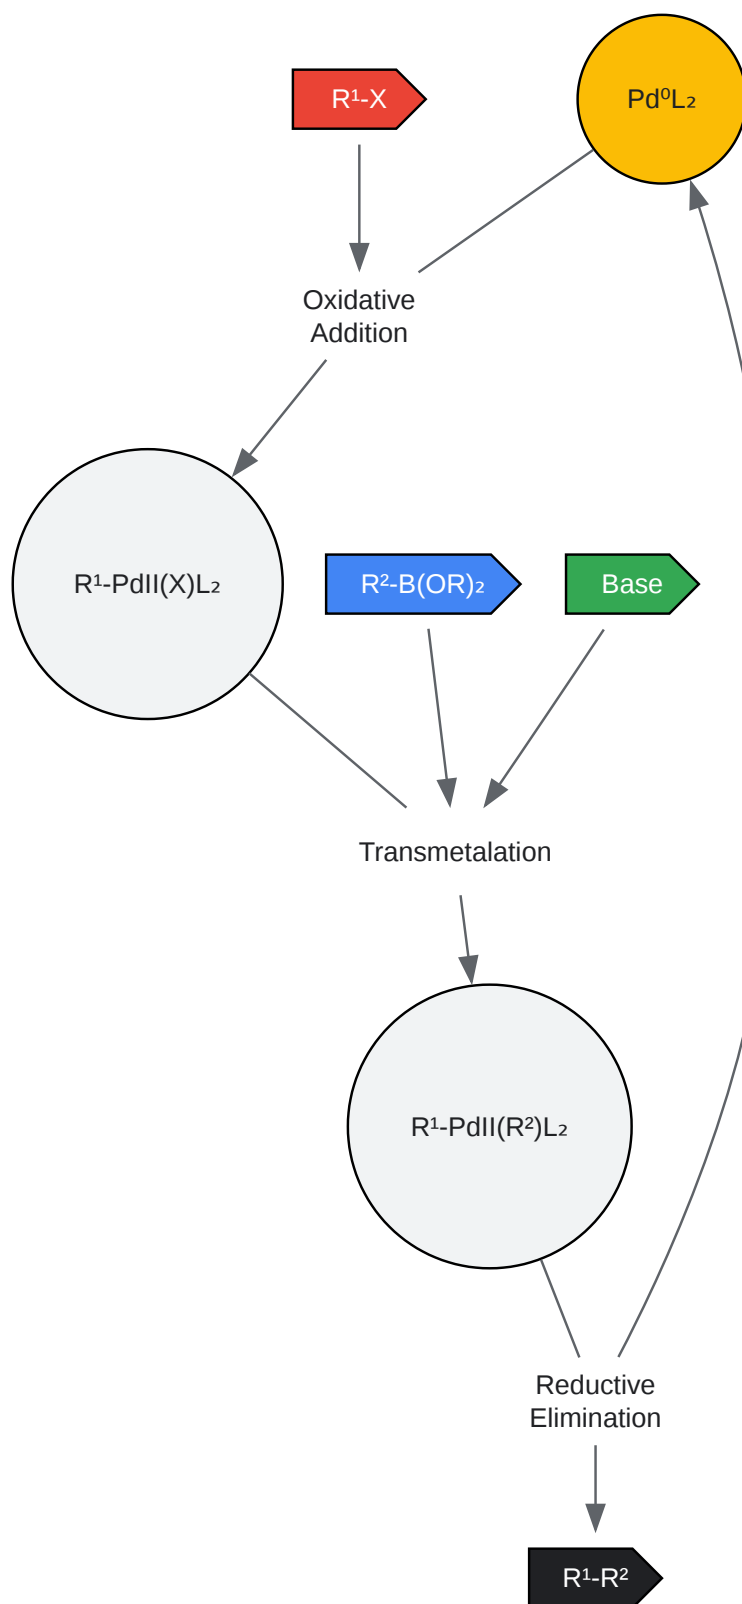 R¹-X
Pd⁰L₂
Oxidative
Addition
R¹-PdII(X)L₂
R²-B(OR)₂
Base
Transmetalation
R¹-PdII(R²)L₂
Reductive
Elimination
R¹-R²